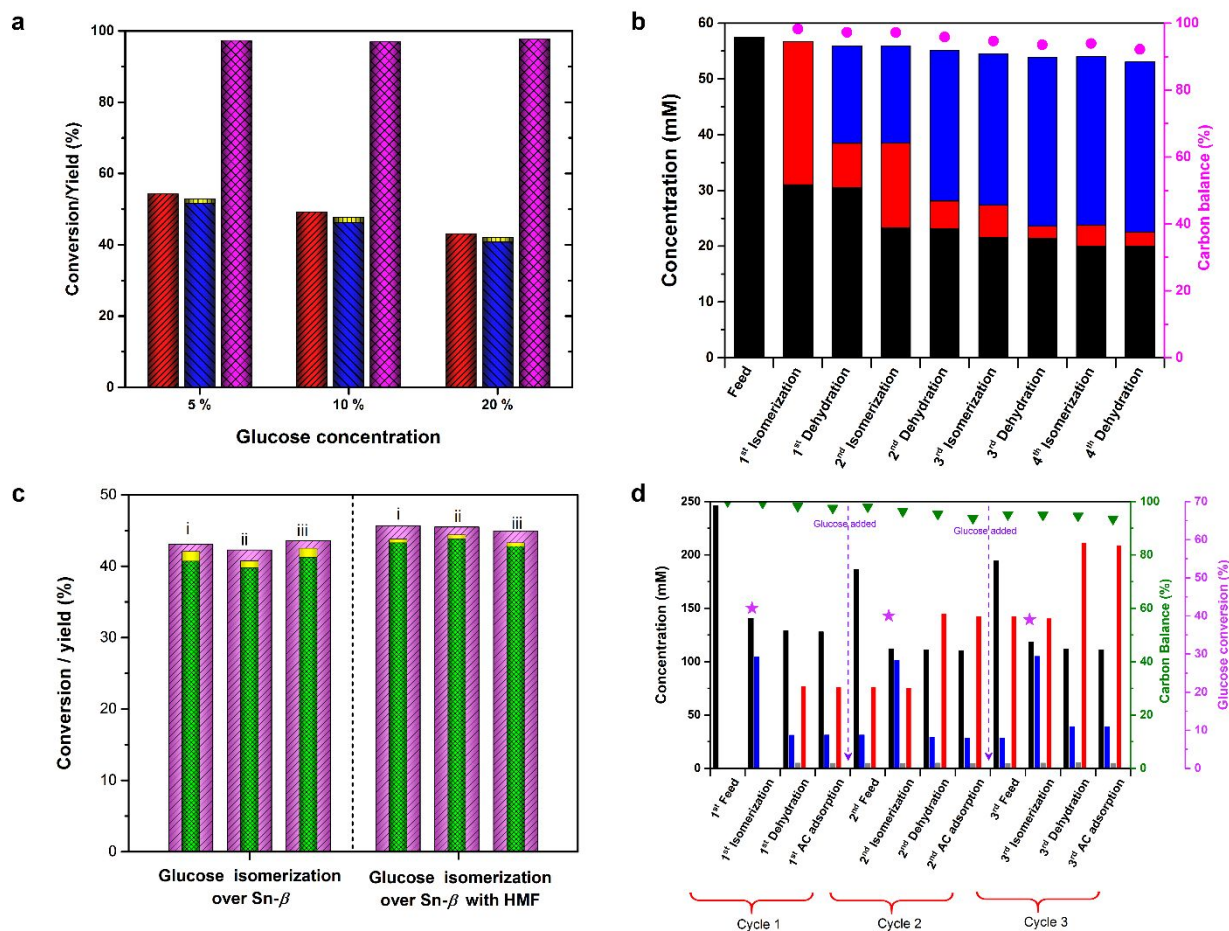 a
Conversion/Yield (%)
100
80
60
40
20
0
5 %
10 %
20 %
Glucose concentration
b
Concentration (mM)
60
50
40
30
20
10
0
100
80
60
40
20
0
Carbon balance (%)
Feed
1st Isomerization
1st Dehydration
2nd Isomerization
2nd Dehydration
3rd Isomerization
3rd Dehydration
4th Isomerization
4th Dehydration
c
Conversion / yield (%)
50
40
30
20
10
0
i
ii
iii
i
ii
iii
Glucose isomerization
over Sn-β
Glucose isomerization
over Sn-β with HMF
d
Concentration (mM)
250
200
150
100
50
0
Glucose added
Glucose added
100
80
60
40
20
0
Carbon Balance (%)
70
60
50
40
30
20
10
0
Glucose conversion (%)
1st Feed
1st Isomerization
1st Dehydration
1st AC adsorption
2nd Feed
2nd Isomerization
2nd Dehydration
2nd AC adsorption
3rd Feed
3rd Isomerization
3rd Dehydration
3rd AC adsorption
Cycle 1
Cycle 2
Cycle 3